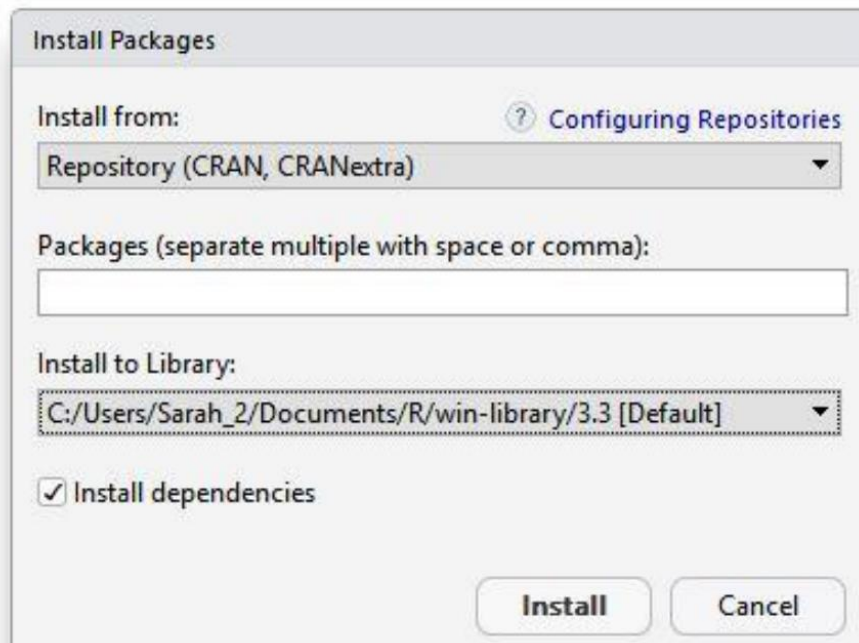 Install Packages
Install from:
? Configuring Repositories
Repository (CRAN, CRANextra)
Packages (separate multiple with space or comma):
Install to Library:
C:/Users/Sarah_2/Documents/R/win-library/3.3 [Default]
Install dependencies
Install
Cancel